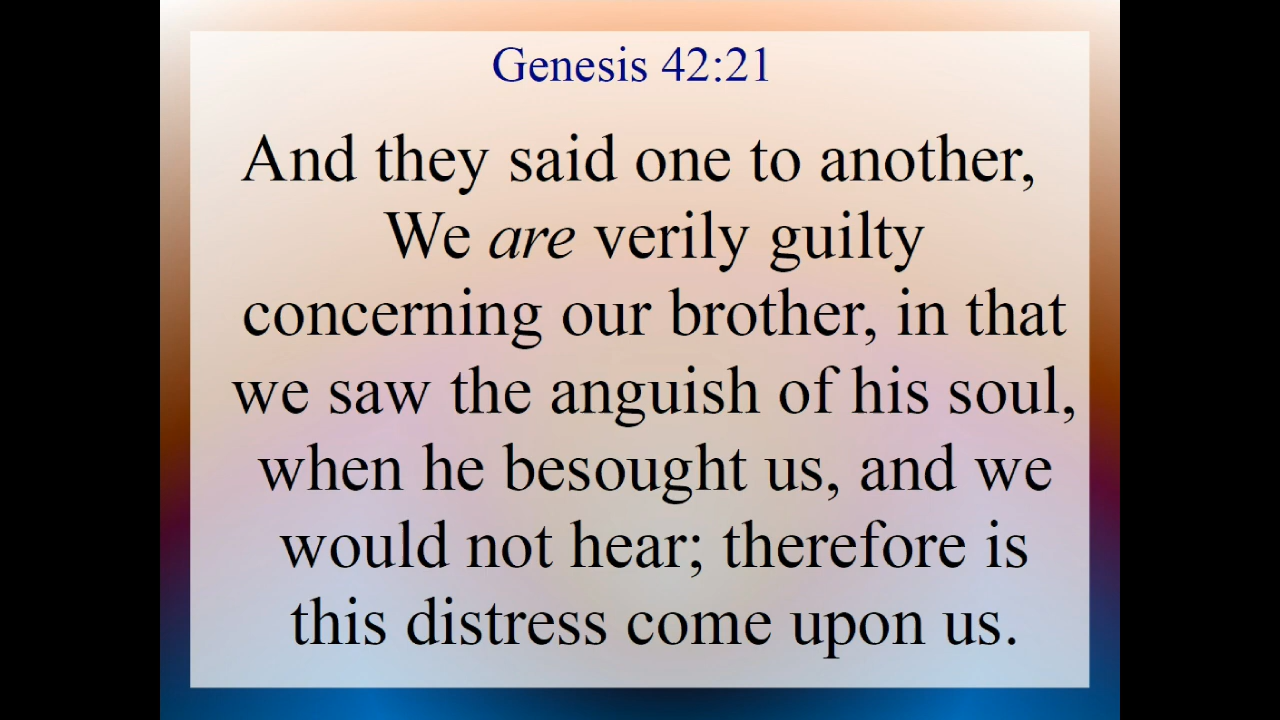 Genesis 42:21
And they said one to another,
We are verily guilty
concerning our brother, in that
we saw the anguish of his soul,
when he besought us, and we
would not hear; therefore is
this distress come upon us.